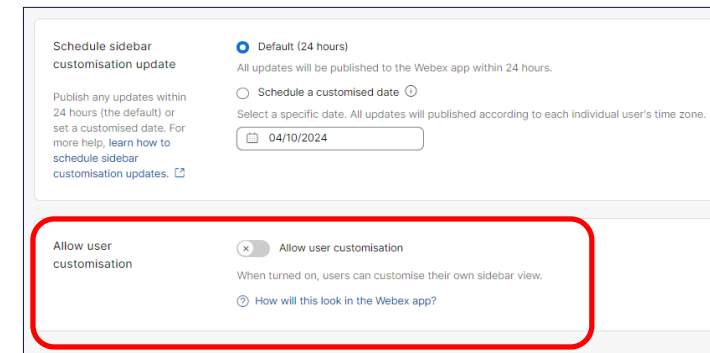 Schedule sidebar
customisation update
Publish any updates within
24 hours (the default) or
set a customised date. For
more help, learn how to
schedule sidebar
customisation updates.
Default (24 hours)
All updates will be published to the Webex app within 24 hours.
Schedule a customised date
Select a specific date. All updates will published according to each individual user's time zone.
04/10/2024
Allow user
customisation
Allow user customisation
When turned on, users can customise their own sidebar view.
How will this look in the Webex app?